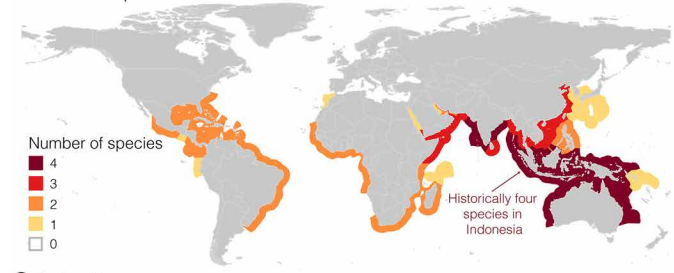 Number of species
4
3
2
1
0
Historically four
species in
Indonesia